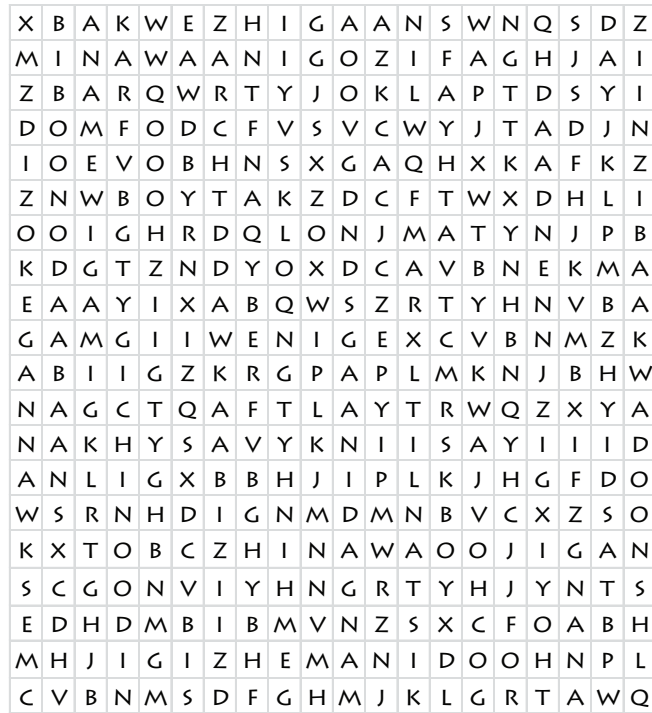 X B A K W E Z H I G A A N S W N Q S D Z
M I N A W A A N I G O Z I F A G H J A I
Z B A R Q W R T Y J O K L A P T D S Y I
D O M F O D C F V S V C W Y J T A D J N
I O E V O B H N S X G A Q H X K A F K Z
Z N W B O Y T A K Z D C F T W X D H L I
O O I G H R D Q L O N J M A T Y N J P B
K D G T Z N D Y O X D C A V B N E K M A
E A A Y I X A B Q W S Z R T Y H N V B A
G A M G I I W E N I G E X C V B N M Z K
A B I I G Z K R G P A P L M K N J B H W
N A G C T Q A F T L A Y T R W Q Z X Y A
N A K H Y S A V Y K N I I S A Y I I I D
A N L I G X B B H J I P L K J H G F D O
W S R N H D I G N M D M N B V C X Z S O
K X T O B C Z H I N A W A O O J I G A N
S C G O N V I Y H N G R T Y H J Y N T S
E D H D M B I B M V N Z S X C F O A B H
M H J I G I Z H E M A N I D O O H N P L
C V B N M S D F G H M J K L G R T A W Q